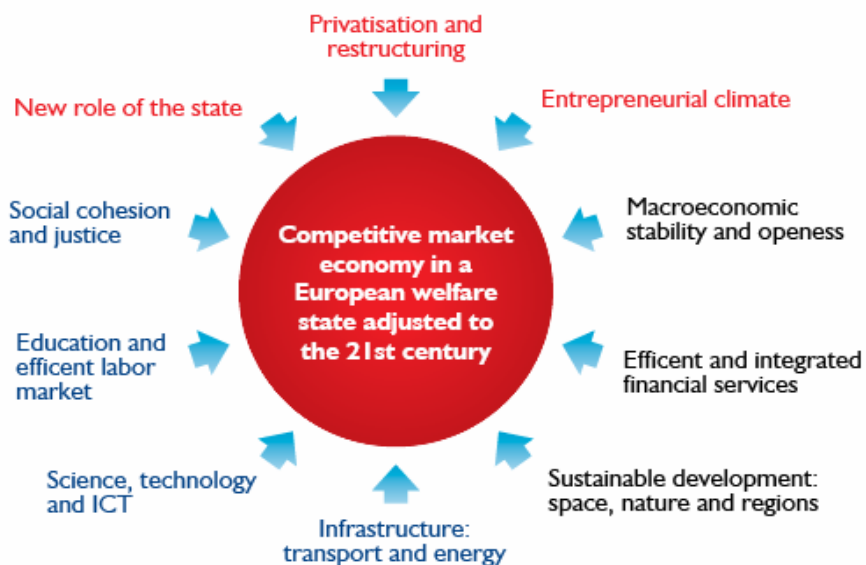 Privatisation and
restructuring
New role of the state
Entrepreneurial climate
Social cohesion
and justice
Macroeconomic
stability and openess
Competitive market
economy in a
European welfare
state adjusted to
the 21st century
Education and
efficent labor
market
Efficent and integrated
financial services
Science, technology
and ICT
Sustainable development:
space, nature and regions
Infrastructure:
transport and energy